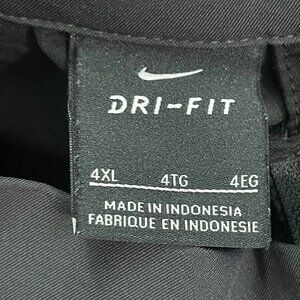 DRI-FIT
4XL 4TG 4EG
MADE IN INDONESIA
FABRIQUE EN INDONESIE